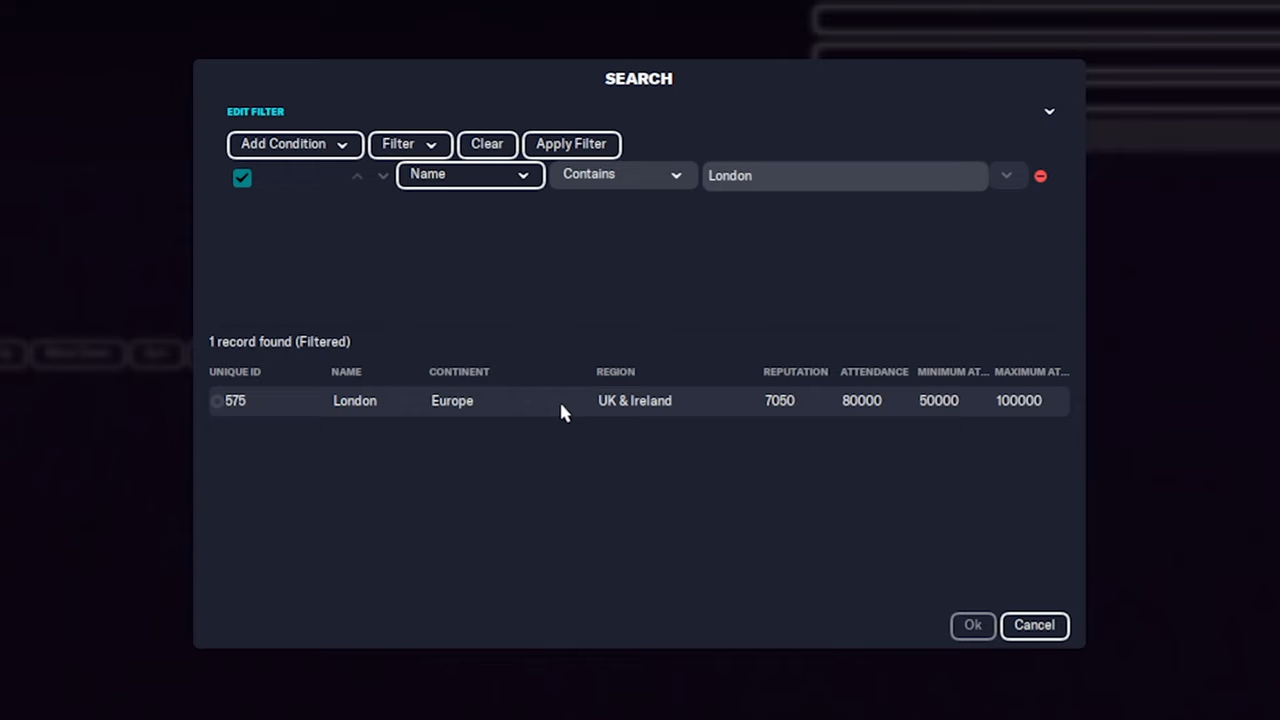 SEARCH
EDIT FILTER
Add Condition Filter Clear Apply Filter
Name Contains London
1 record found (Filtered)
UNIQUE ID NAME CONTINENT REGION REPUTATION ATTENDANCE MINIMUM AT... MAXIMUM AT...
575 London Europe UK & Ireland 7050 80000 50000 100000
Ok Cancel